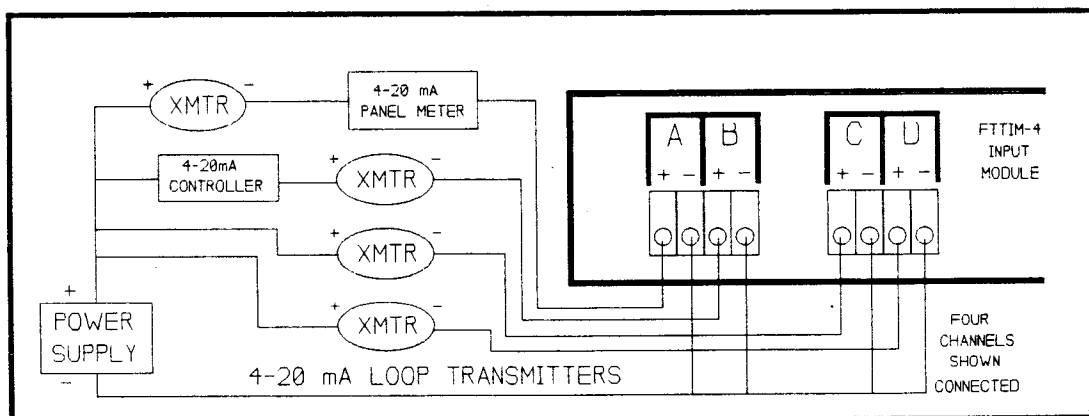 + XMTR -
4-20 mA
PANEL METER
4-20mA
CONTROLLER
+ XMTR -
+ XMTR -
+ XMTR -
+
POWER
SUPPLY
-
4-20 mA LOOP TRANSMITTERS
A B C D
+ - + - + - + -
FTTIM-4
INPUT
MODULE
FOUR
CHANNELS
SHOWN
CONNECTED